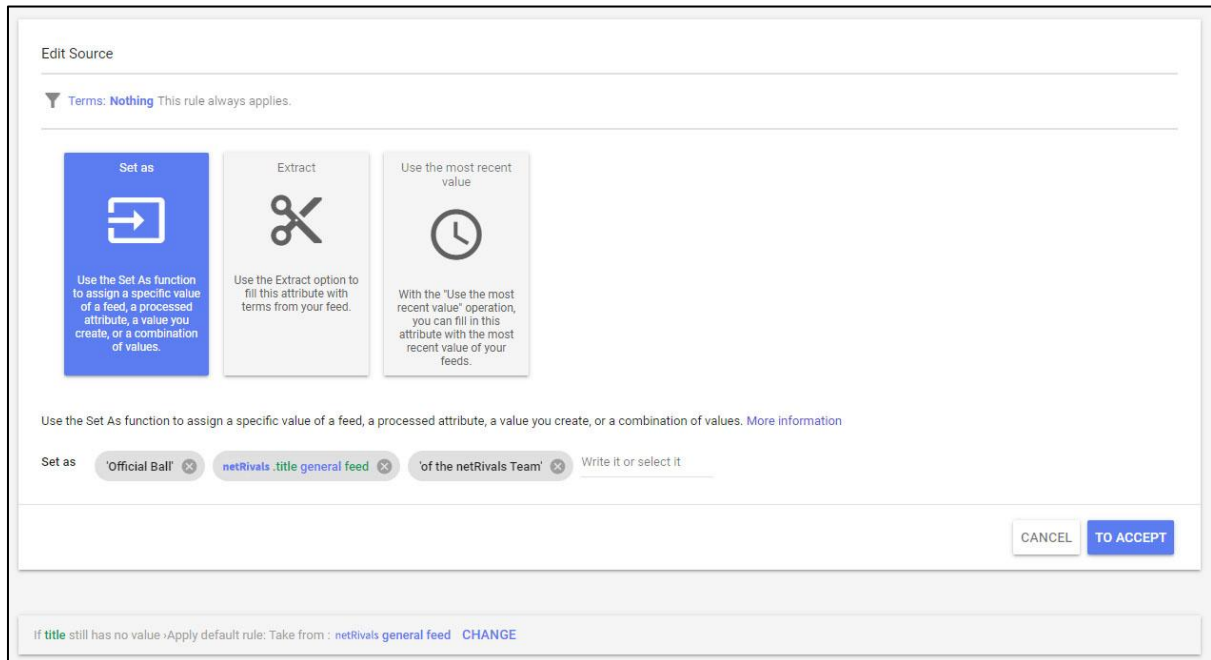 Edit Source
Terms: Nothing This rule always applies.
Set as
Use the Set As function
to assign a specific value
of a feed, a processed
attribute, a value you
create, or a combination
of values.
Extract
Use the Extract option to
fill this attribute with
terms from your feed.
Use the most recent
value
With the "Use the most
recent value" operation,
you can fill in this
attribute with the most
recent value of your
feeds.
Use the Set As function to assign a specific value of a feed, a processed attribute, a value you create, or a combination of values. More information
Set as 'Official Ball' netRivals .title general feed 'of the netRivals Team' Write it or select it
CANCEL TO ACCEPT
If title still has no value ›Apply default rule: Take from : netRivals general feed CHANGE